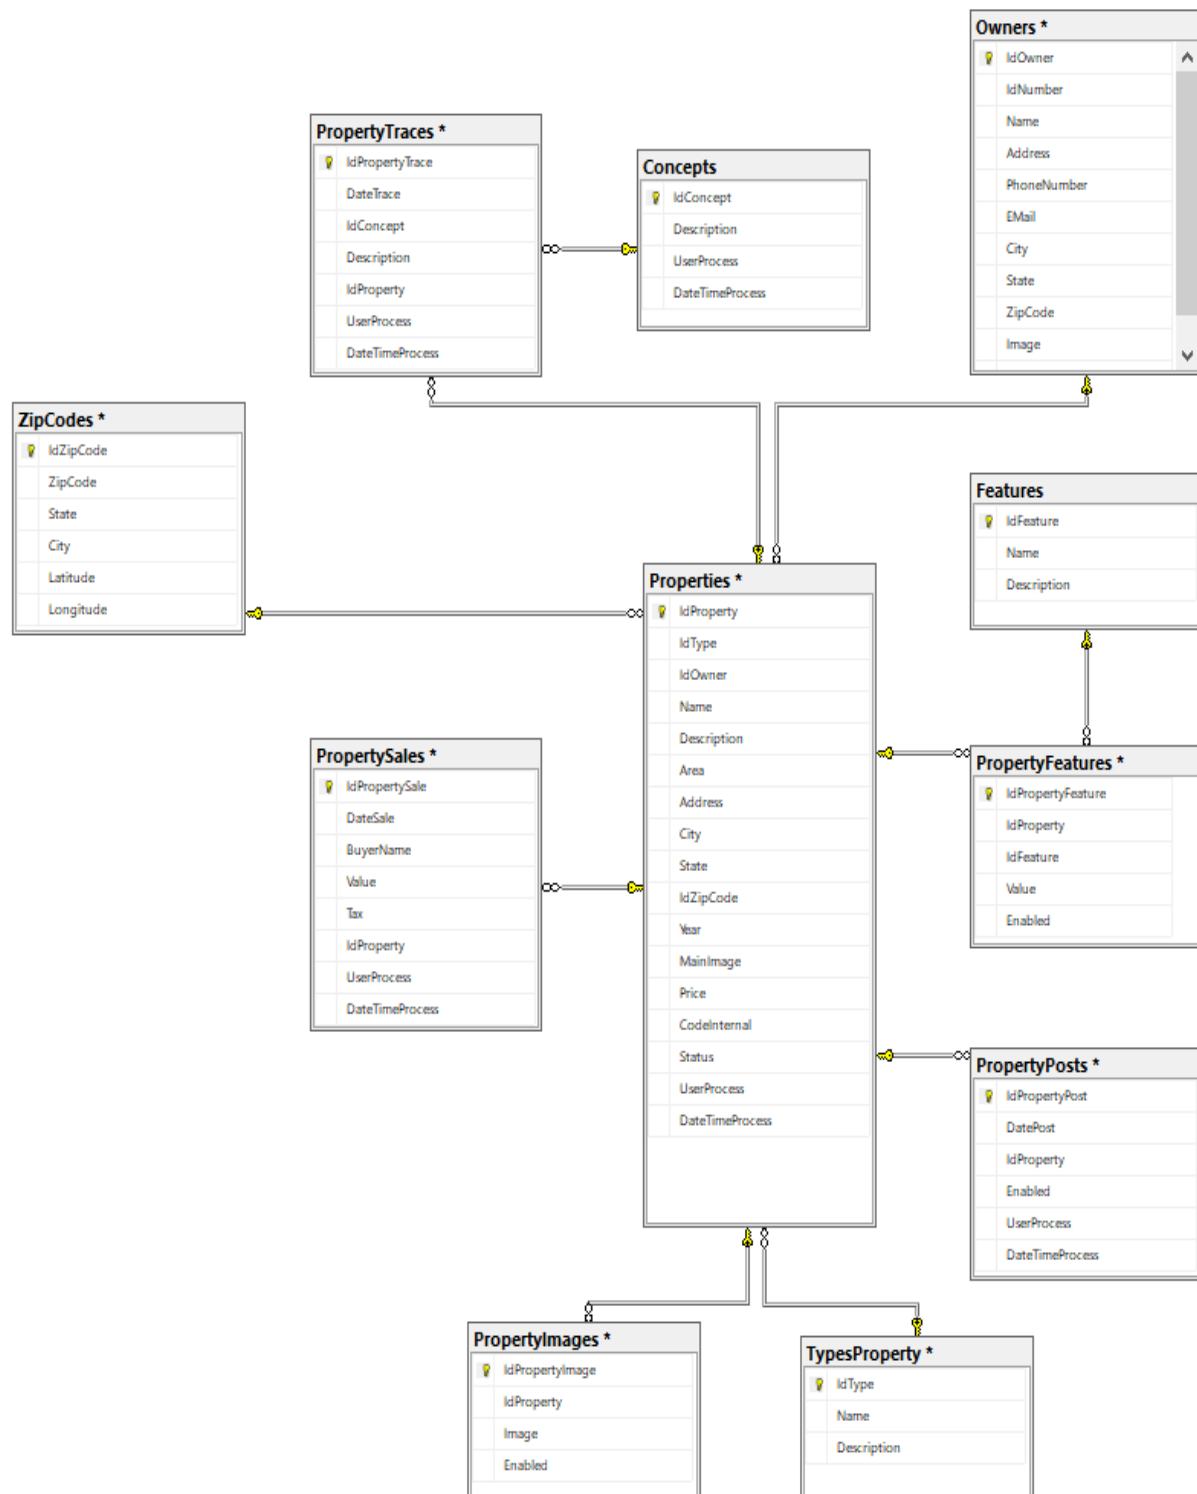 Owners *
IdOwner
IdNumber
Name
Address
PhoneNumber
EMail
City
State
ZipCode
Image
PropertyTraces *
IdPropertyTrace
DateTrace
IdConcept
Description
IdProperty
UserProcess
DateTimeProcess
Concepts
IdConcept
Description
UserProcess
DateTimeProcess
ZipCodes *
IdZipCode
ZipCode
State
City
Latitude
Longitude
Features
IdFeature
Name
Description
Properties *
IdProperty
IdType
IdOwner
Name
Description
Area
Address
City
State
IdZipCode
Year
MainImage
Price
CodeInternal
Status
UserProcess
DateTimeProcess
PropertySales *
IdPropertySale
DateSale
BuyerName
Value
Tax
IdProperty
UserProcess
DateTimeProcess
PropertyFeatures *
IdPropertyFeature
IdProperty
IdFeature
Value
Enabled
PropertyPosts *
IdPropertyPost
DatePost
IdProperty
Enabled
UserProcess
DateTimeProcess
PropertyImages *
IdPropertyImage
IdProperty
Image
Enabled
TypesProperty *
IdType
Name
Description